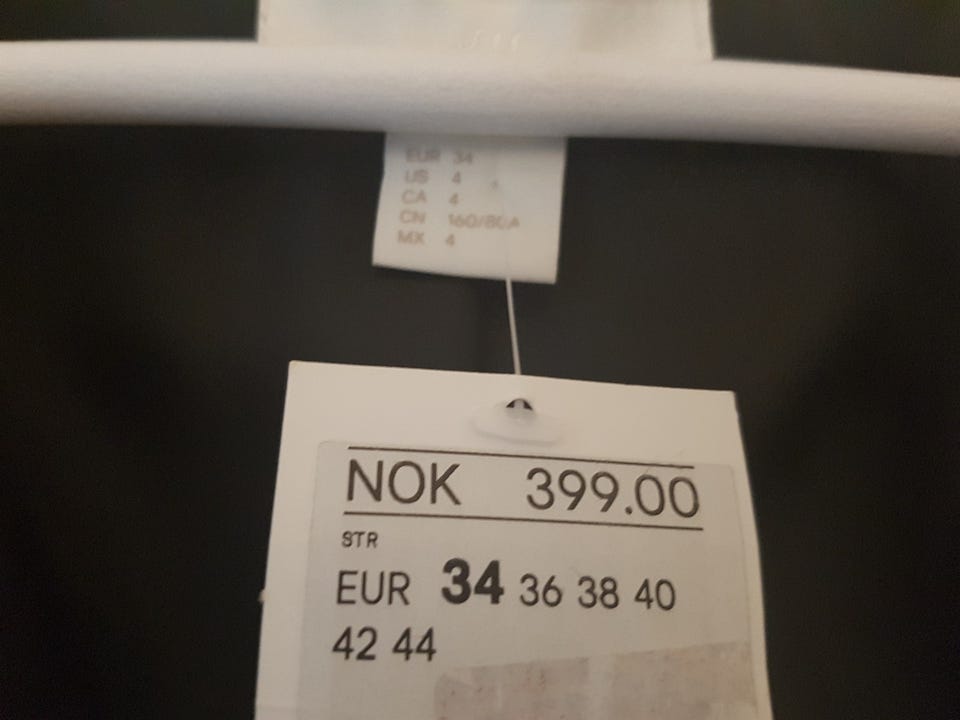 EUR 34
US 4
CA 4
CN 160/80A
MX 4
NOK 399.00
STR
EUR 34 36 38 40
42 44